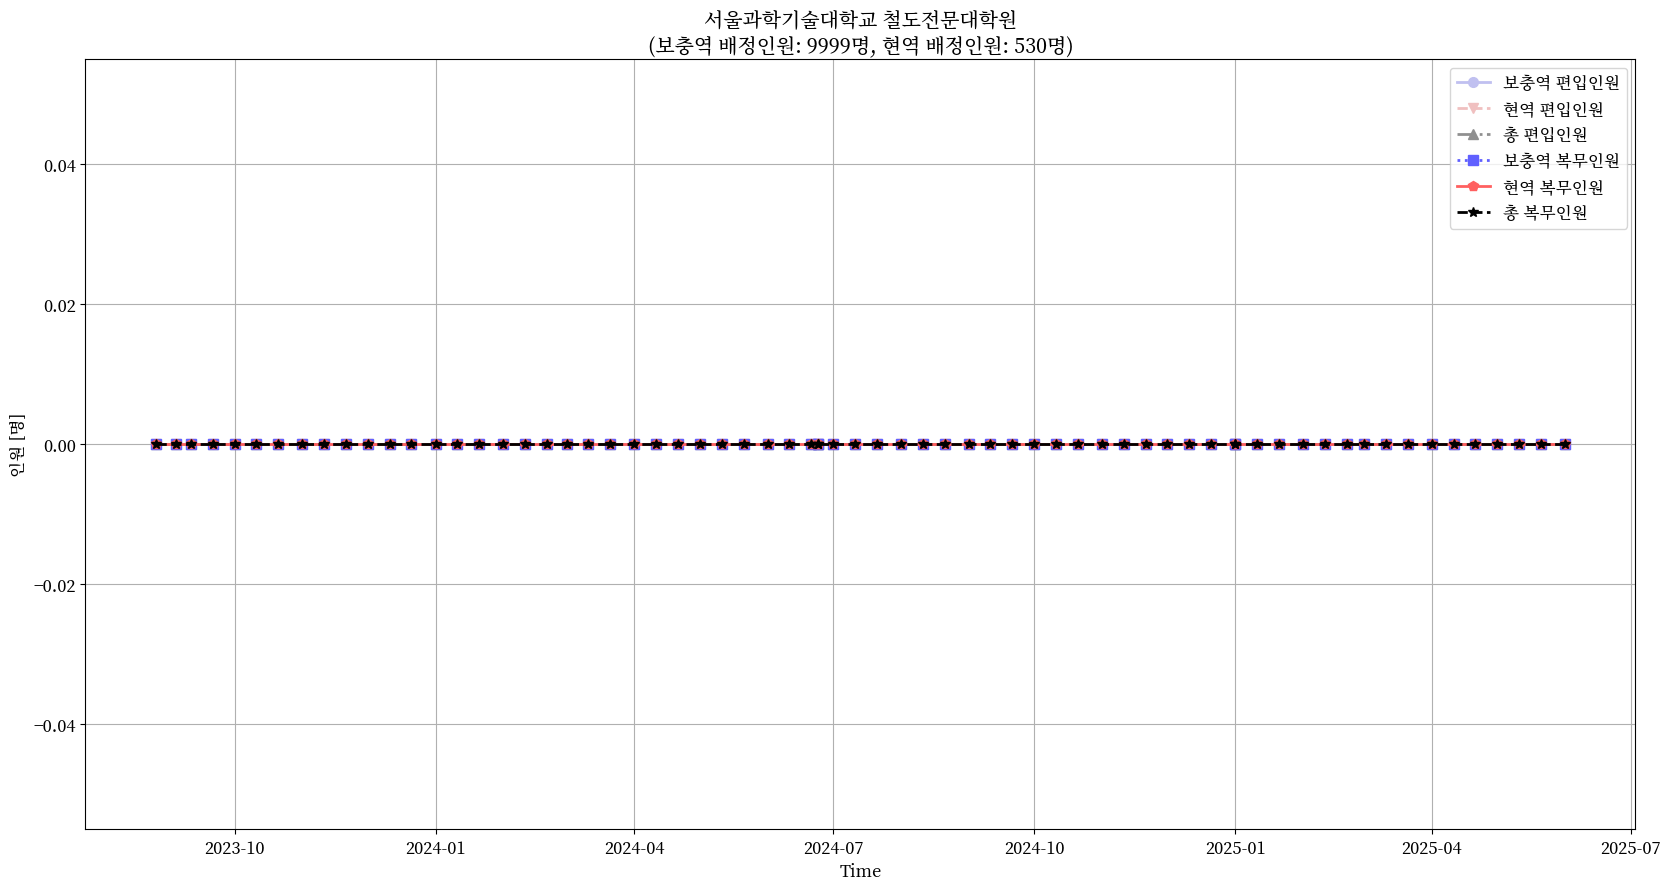 서울과학기술대학교 철도전문대학원
(보충역 배정인원: 9999명, 현역 배정인원: 530명)
보충역 편입인원
현역 편입인원
총 편입인원
보충역 복무인원
현역 복무인원
총 복무인원
인원 [명]
0.04
0.02
0.00
−0.02
−0.04
2023-10
2024-01
2024-04
2024-07
2024-10
2025-01
2025-04
2025-07
Time